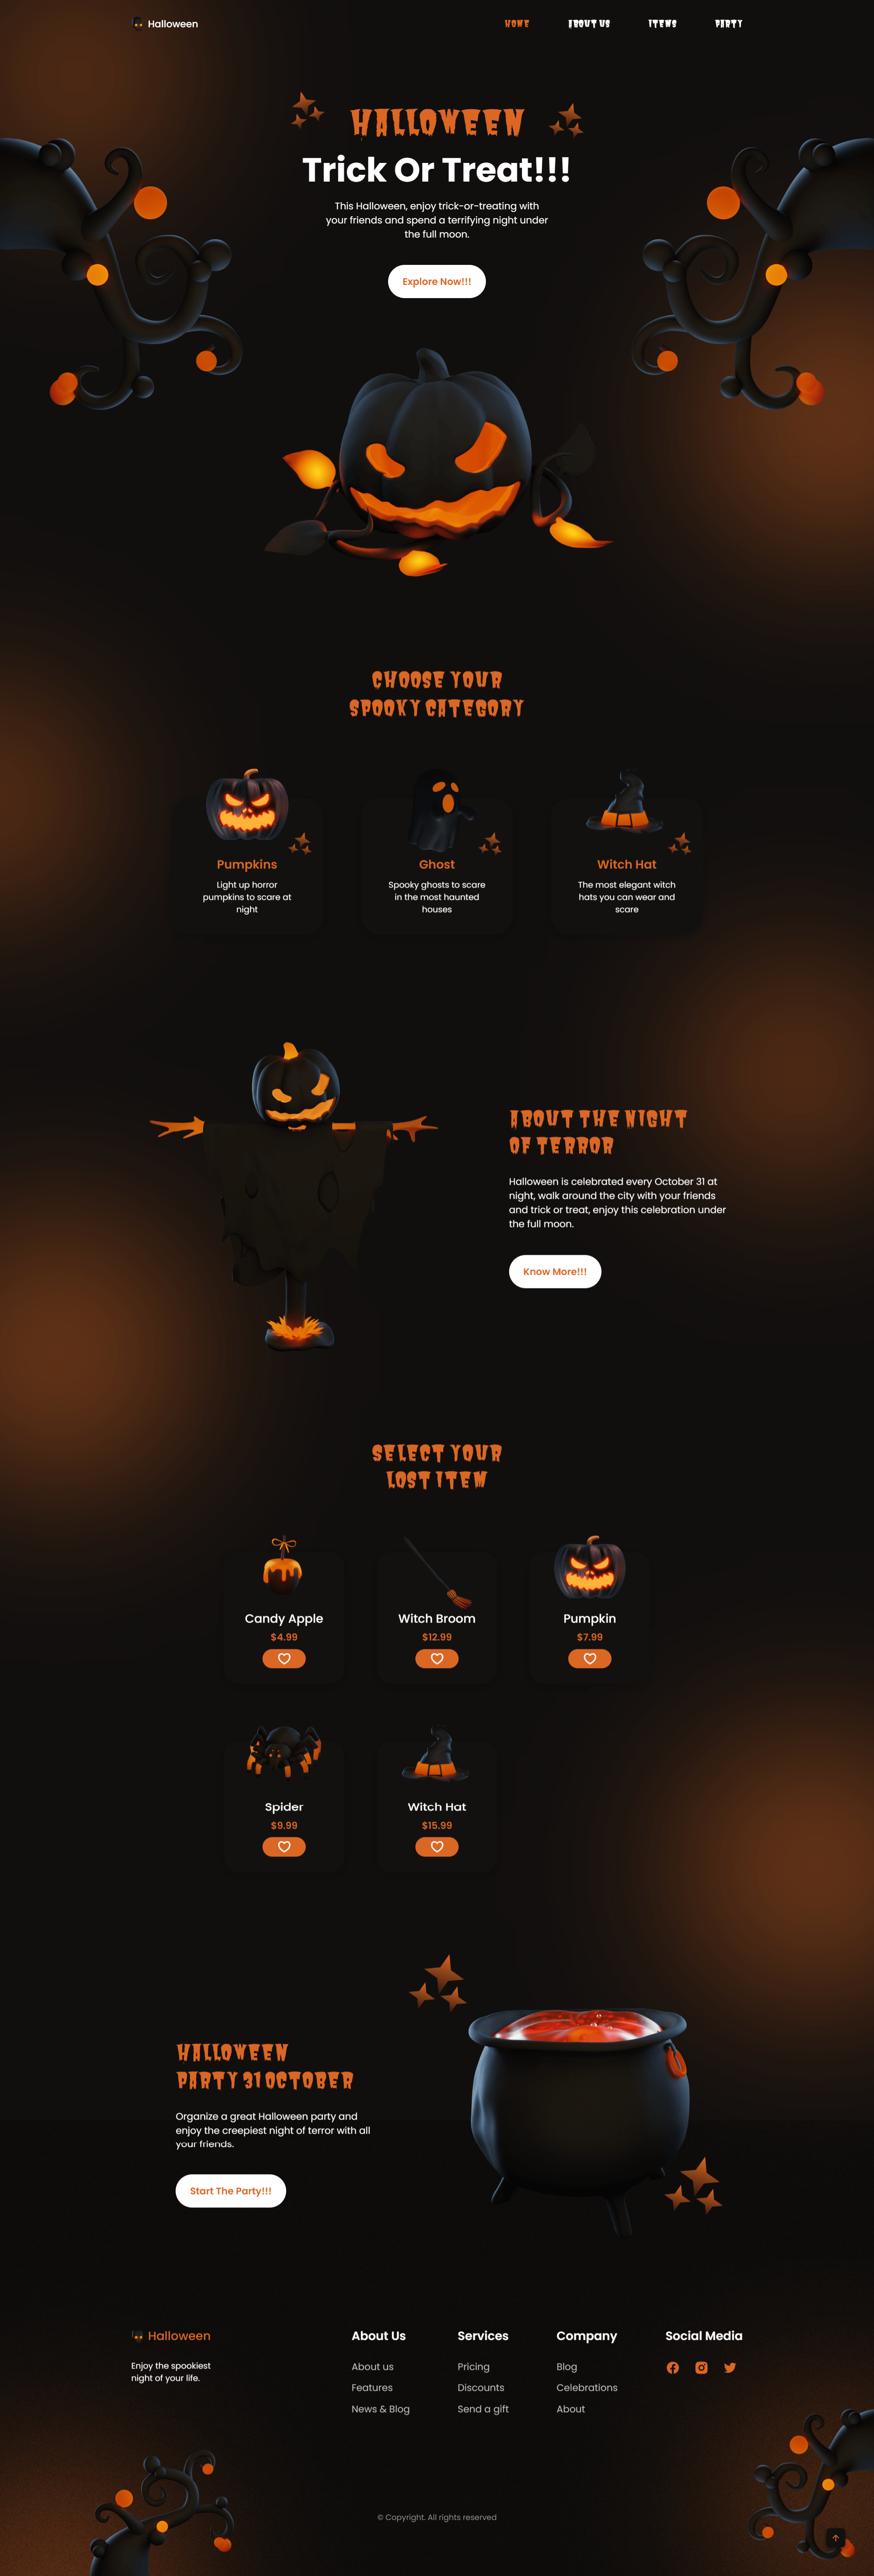 Halloween
HOME
ABOUT US
ITEMS
PARTY
HALLOWEEN
Trick Or Treat!!!
This Halloween, enjoy trick-or-treating with
your friends and spend a terrifying night under
the full moon.
Explore Now!!!
CHOOSE YOUR
SPOOKY CATEGORY
Pumpkins
Light up horror
pumpkins to scare at
night
Ghost
Spooky ghosts to scare
in the most haunted
houses
Witch Hat
The most elegant witch
hats you can wear and
scare
ABOUT THE NIGHT
OF TERROR
Halloween is celebrated every October 31 at
night, walk around the city with your friends
and trick or treat, enjoy this celebration under
the full moon.
Know More!!!
SELECT YOUR
LOST ITEM
Candy Apple
$4.99
Witch Broom
$12.99
Pumpkin
$7.99
Spider
$9.99
Witch Hat
$15.99
HALLOWEEN
PARTY 31 OCTOBER
Organize a great Halloween party and
enjoy the creepiest night of terror with all
your friends.
Start The Party!!!
Halloween
Enjoy the spookiest
night of your life.
About Us
About us
Features
News & Blog
Services
Pricing
Discounts
Send a gift
Company
Blog
Celebrations
About
Social Media
© Copyright. All rights reserved